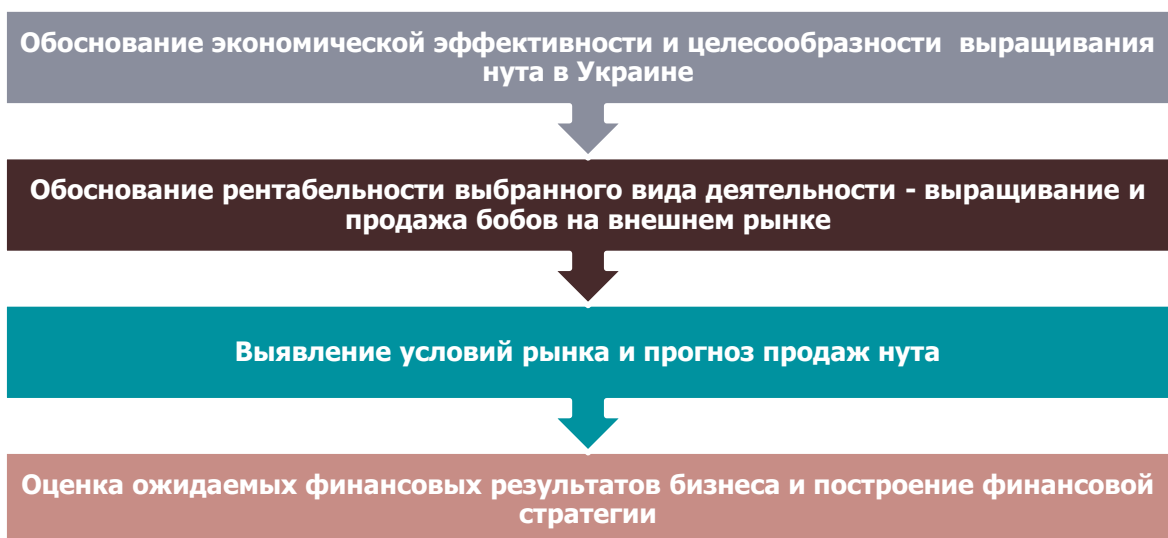 Обоснование экономической эффективности и целесообразности выращивания
нута в Украине
Обоснование рентабельности выбранного вида деятельности - выращивание и
продажа бобов на внешнем рынке
Выявление условий рынка и прогноз продаж нута
Оценка ожидаемых финансовых результатов бизнеса и построение финансовой
стратегии